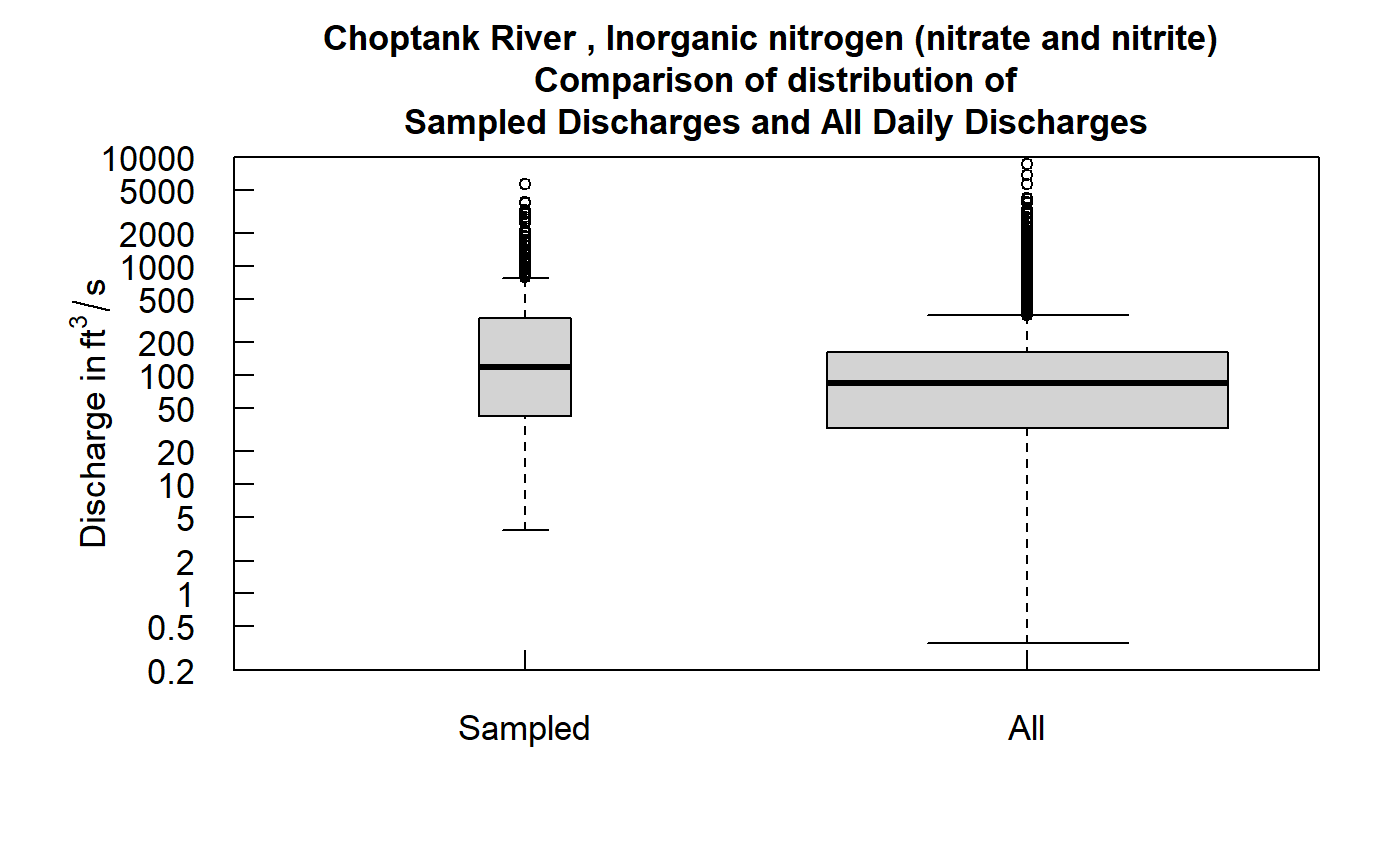 Choptank River , Inorganic nitrogen (nitrate and nitrite)
Comparison of distribution of
Sampled Discharges and All Daily Discharges
Discharge in ft³/s
10000
5000
2000
1000
500
200
100
50
20
10
5
2
1
0.5
0.2
Sampled
All